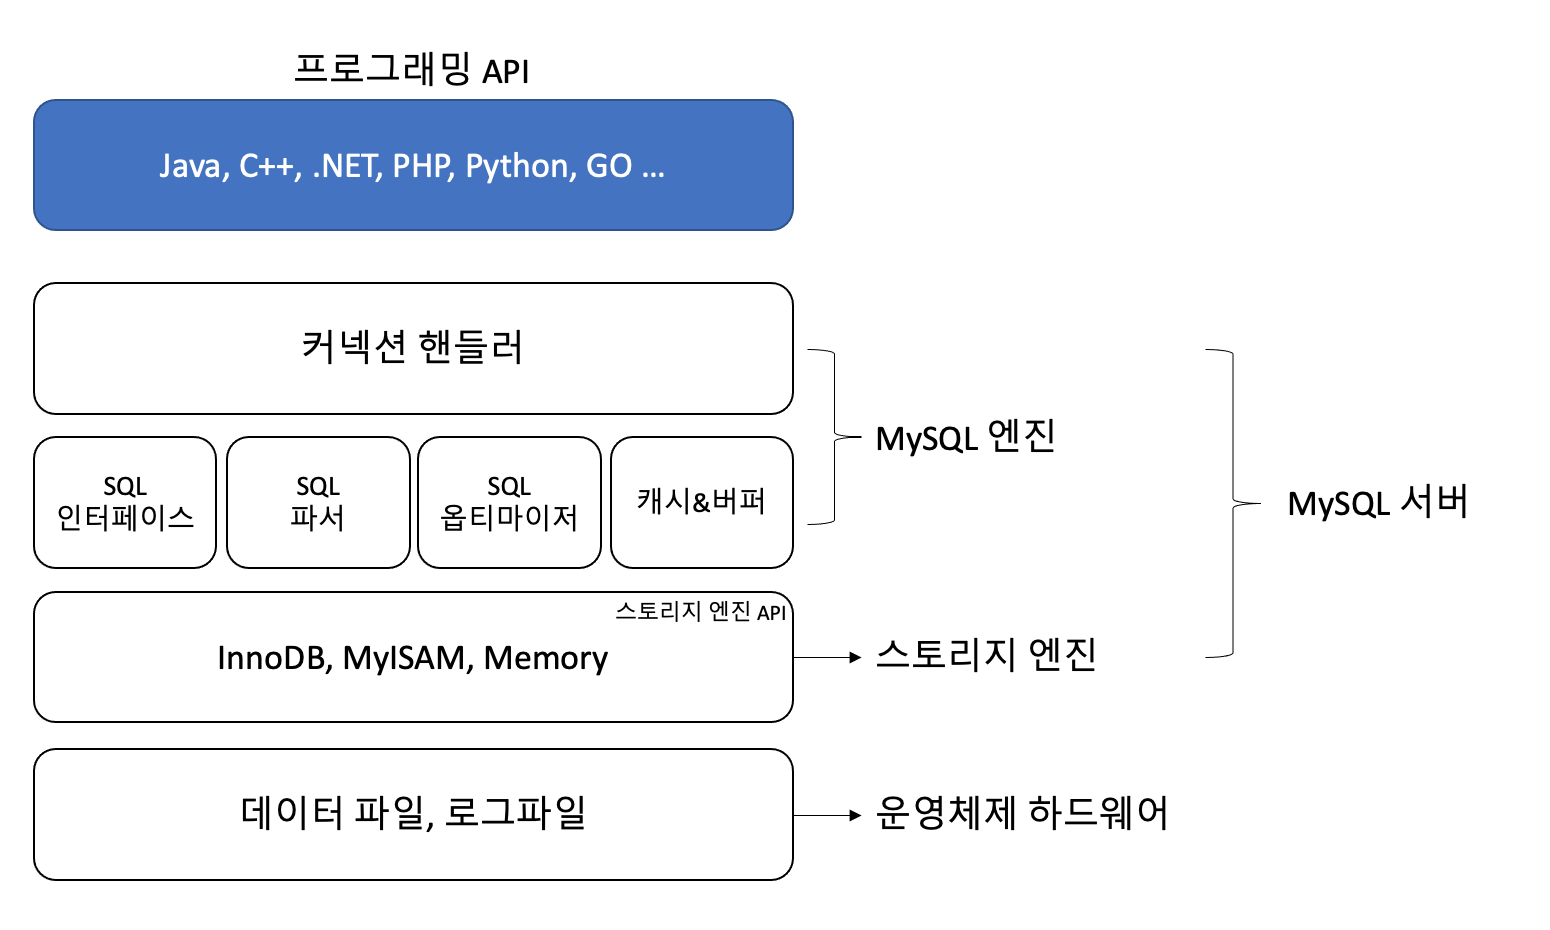 프로그래밍 API
Java, C++, .NET, PHP, Python, GO ...
커넥션 핸들러
SQL
인터페이스
SQL
파서
SQL
옵티마이저
캐시&버퍼
MySQL 엔진
MySQL 서버
스토리지 엔진 API
InnoDB, MyISAM, Memory
스토리지 엔진
데이터 파일, 로그파일
운영체제 하드웨어